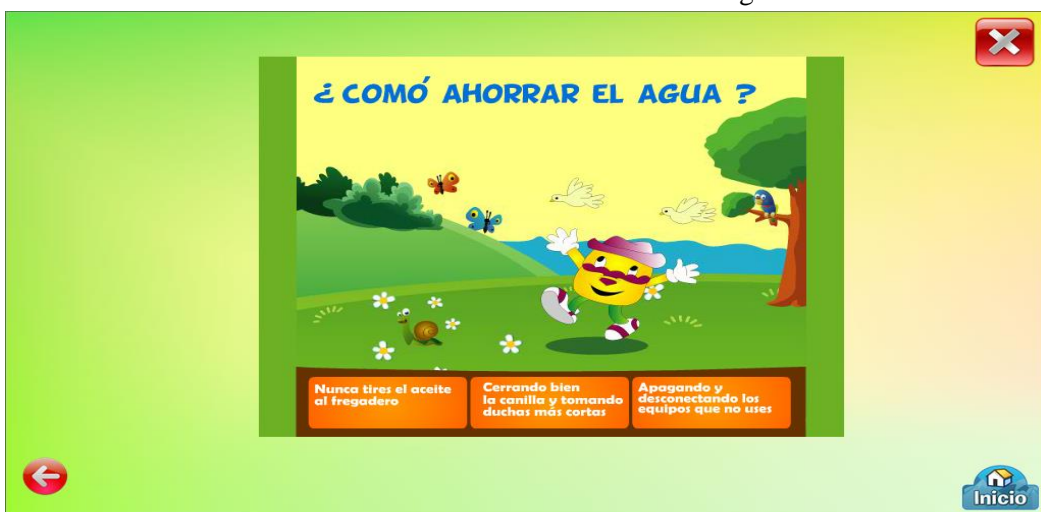 ¿COMÓ AHORRAR EL AGUA ?
Nunca tires el aceite
al fregadero
Cerrando bien
la canilla y tomando
duchas más cortas
Apagando y
desconectando los
equipos que no uses
Inicio